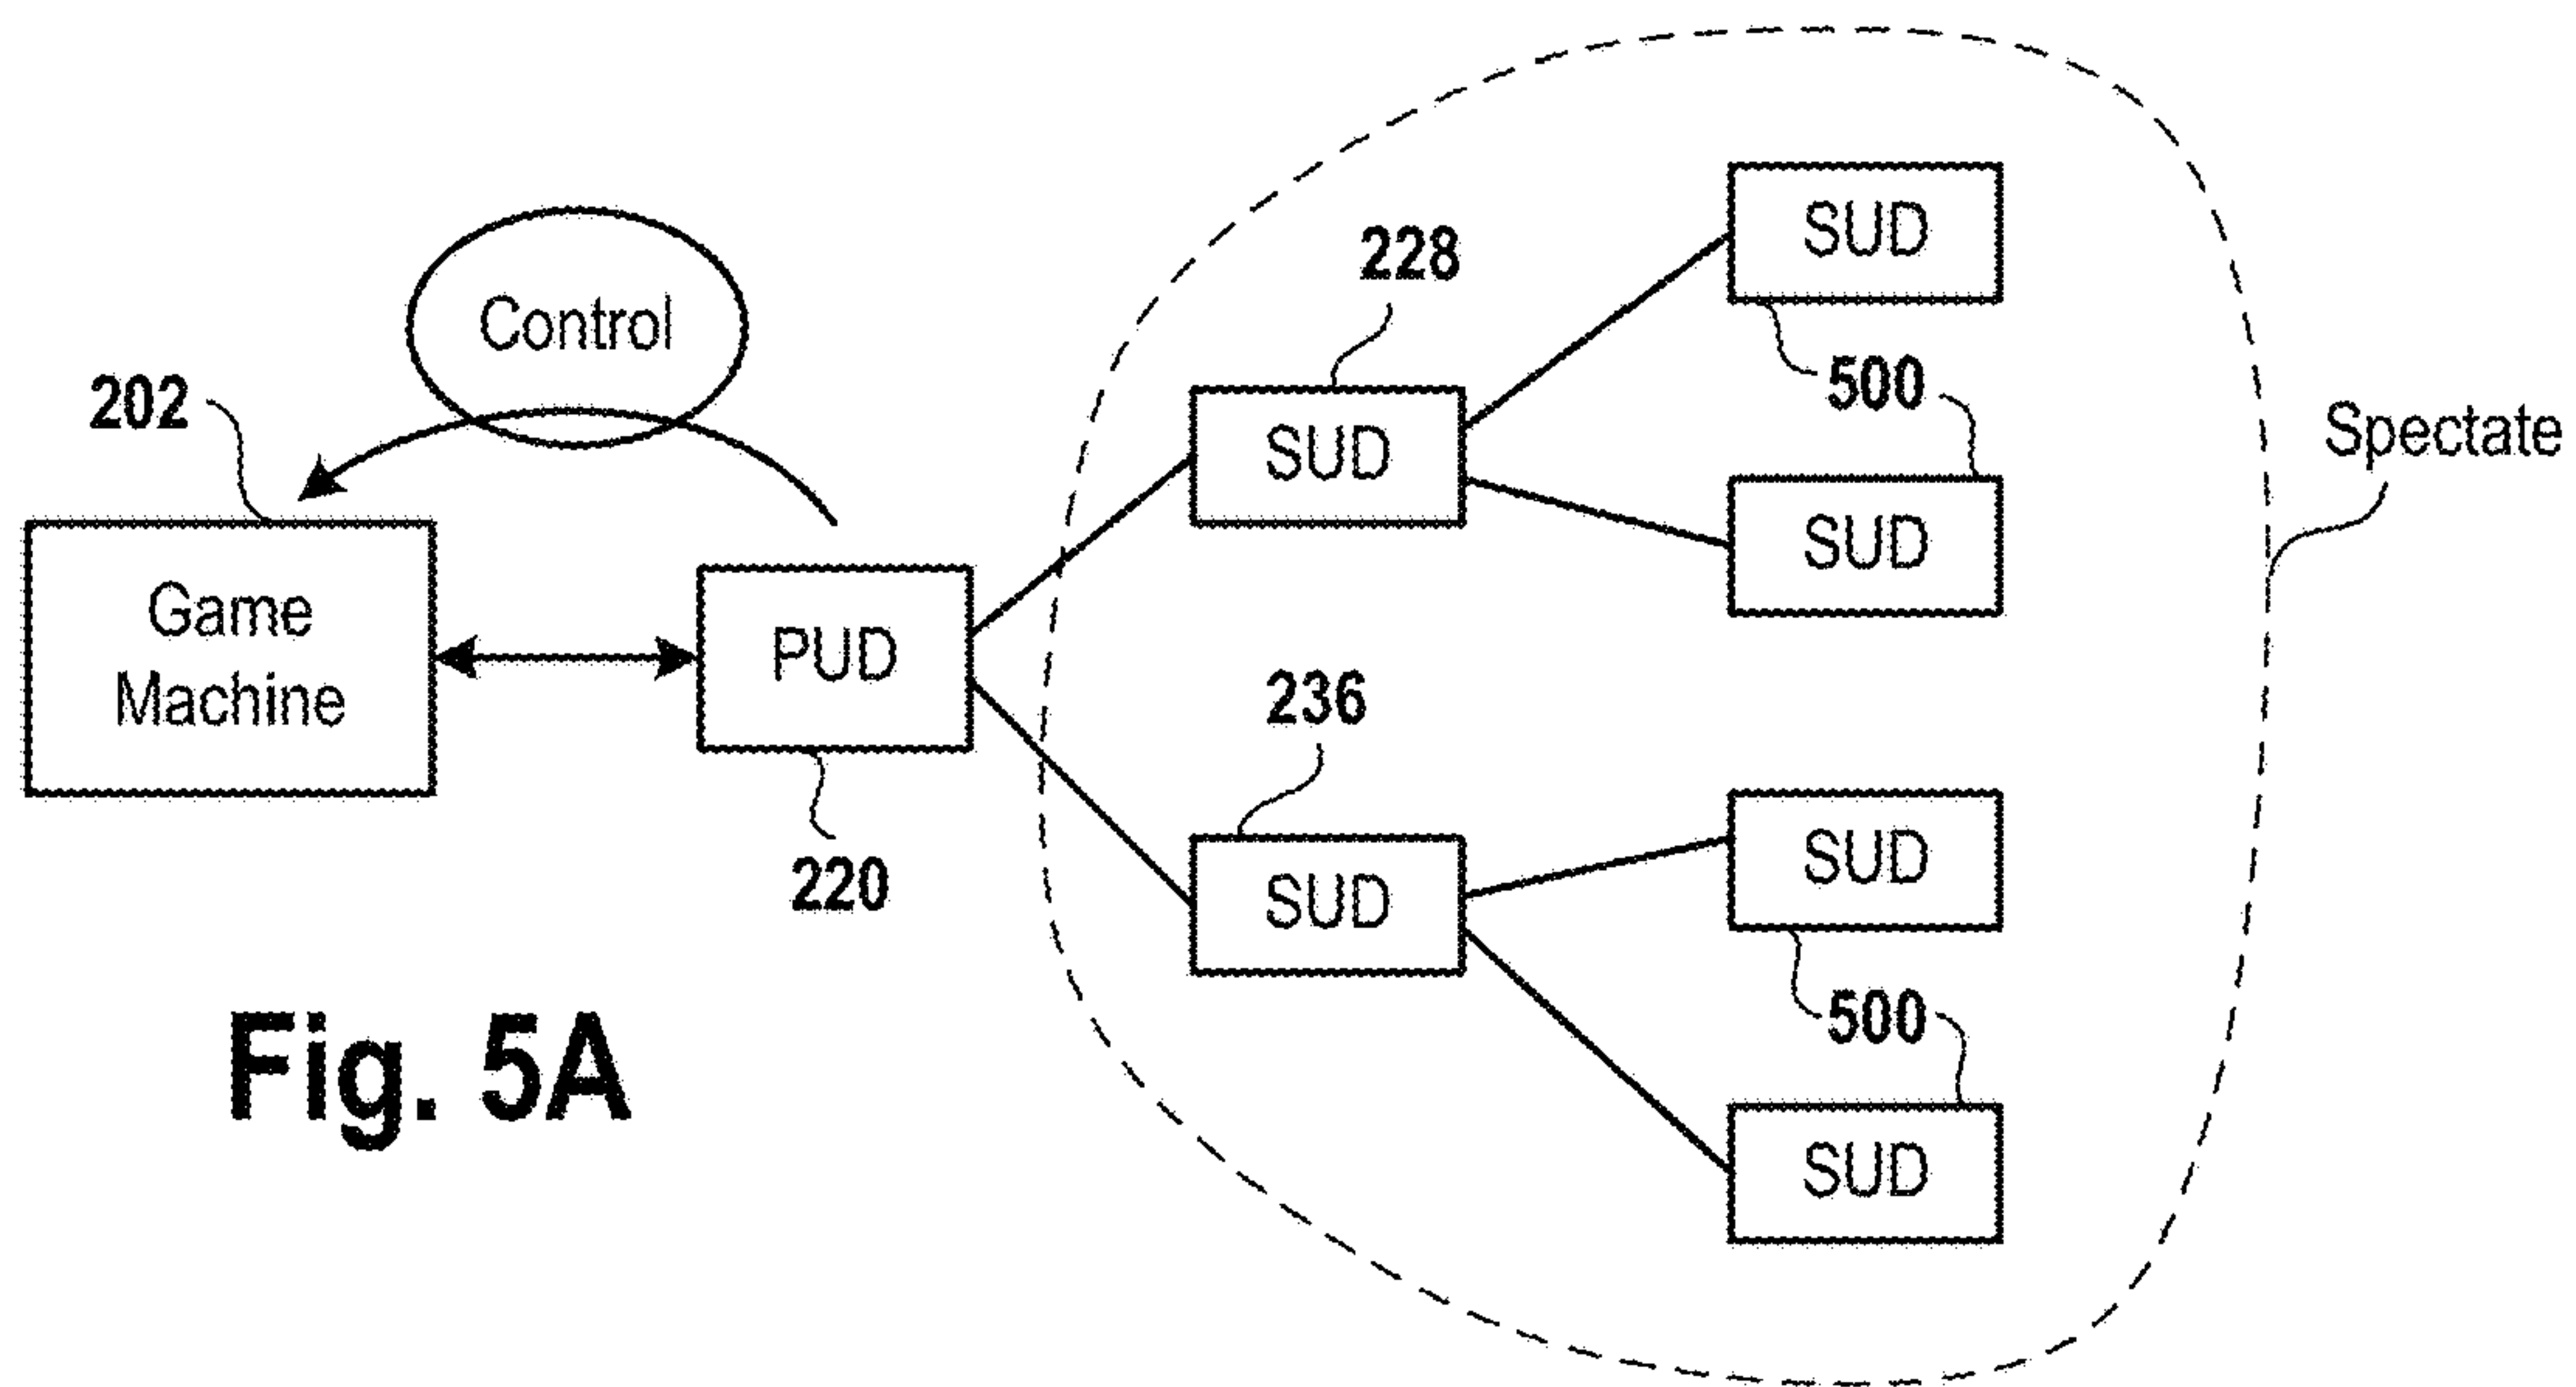 SUD
228
Control
500
202
Spectate
SUD
SUD
Game
Machine
PUD
236
SUD
220
SUD
500
Fig. 5A
SUD